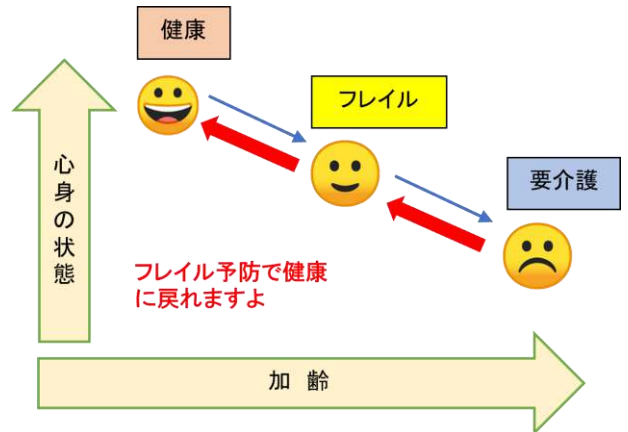 健康
フレイル
要介護
心身の状態
フレイル予防で健康
に戻れますよ
加 齢